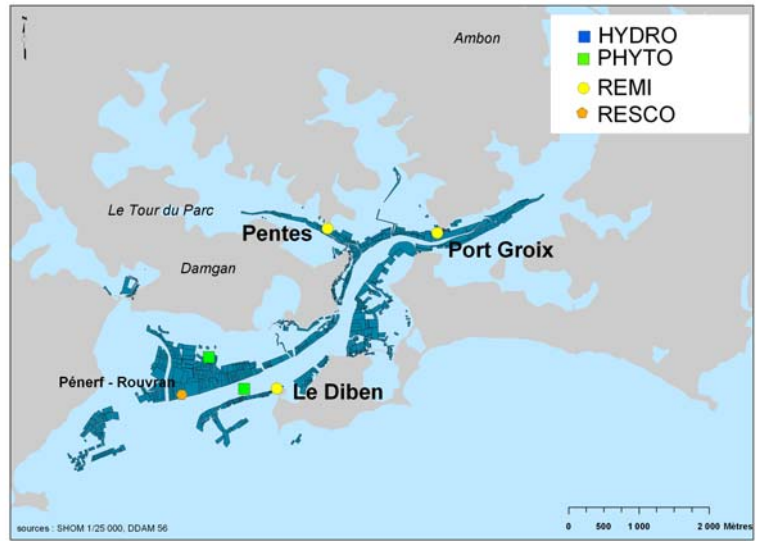 Ambon
HYDRO
PHYTO
REMI
RESCO
Le Tour du Parc
Pentes
Port Groix
Damgan
Pénerf - Rouvran
Le Diben
sources : SHOM 1/25 000, DDAM 56
0 500 1 000 2 000 Mètres